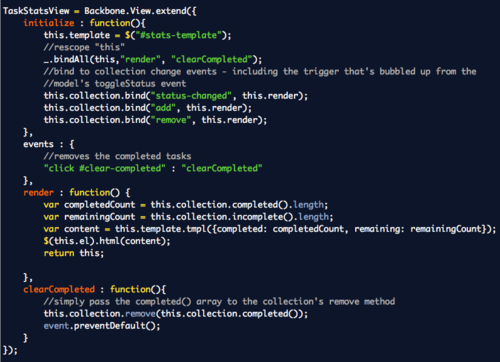 TaskStatsView = Backbone.View.extend({
initialize : function(){
this.template = $("#stats-template");
//rescope "this"
_.bindAll(this,"render", "clearCompleted");
//bind to collection change events - including the trigger that's bubbled up from the
//model's toggleStatus event
this.collection.bind("status-changed", this.render);
this.collection.bind("add", this.render);
this.collection.bind("remove", this.render);
},
events : {
//removes the completed tasks
"click #clear-completed" : "clearCompleted"
},
render : function() {
var completedCount = this.collection.completed().length;
var remainingCount = this.collection.incomplete().length;
var content = this.template.tmpl({completed: completedCount, remaining: remainingCount});
$(this.el).html(content);
return this;
},
clearCompleted : function(){
//simply pass the completed() array to the collection's remove method
this.collection.remove(this.collection.completed());
event.preventDefault();
}
});